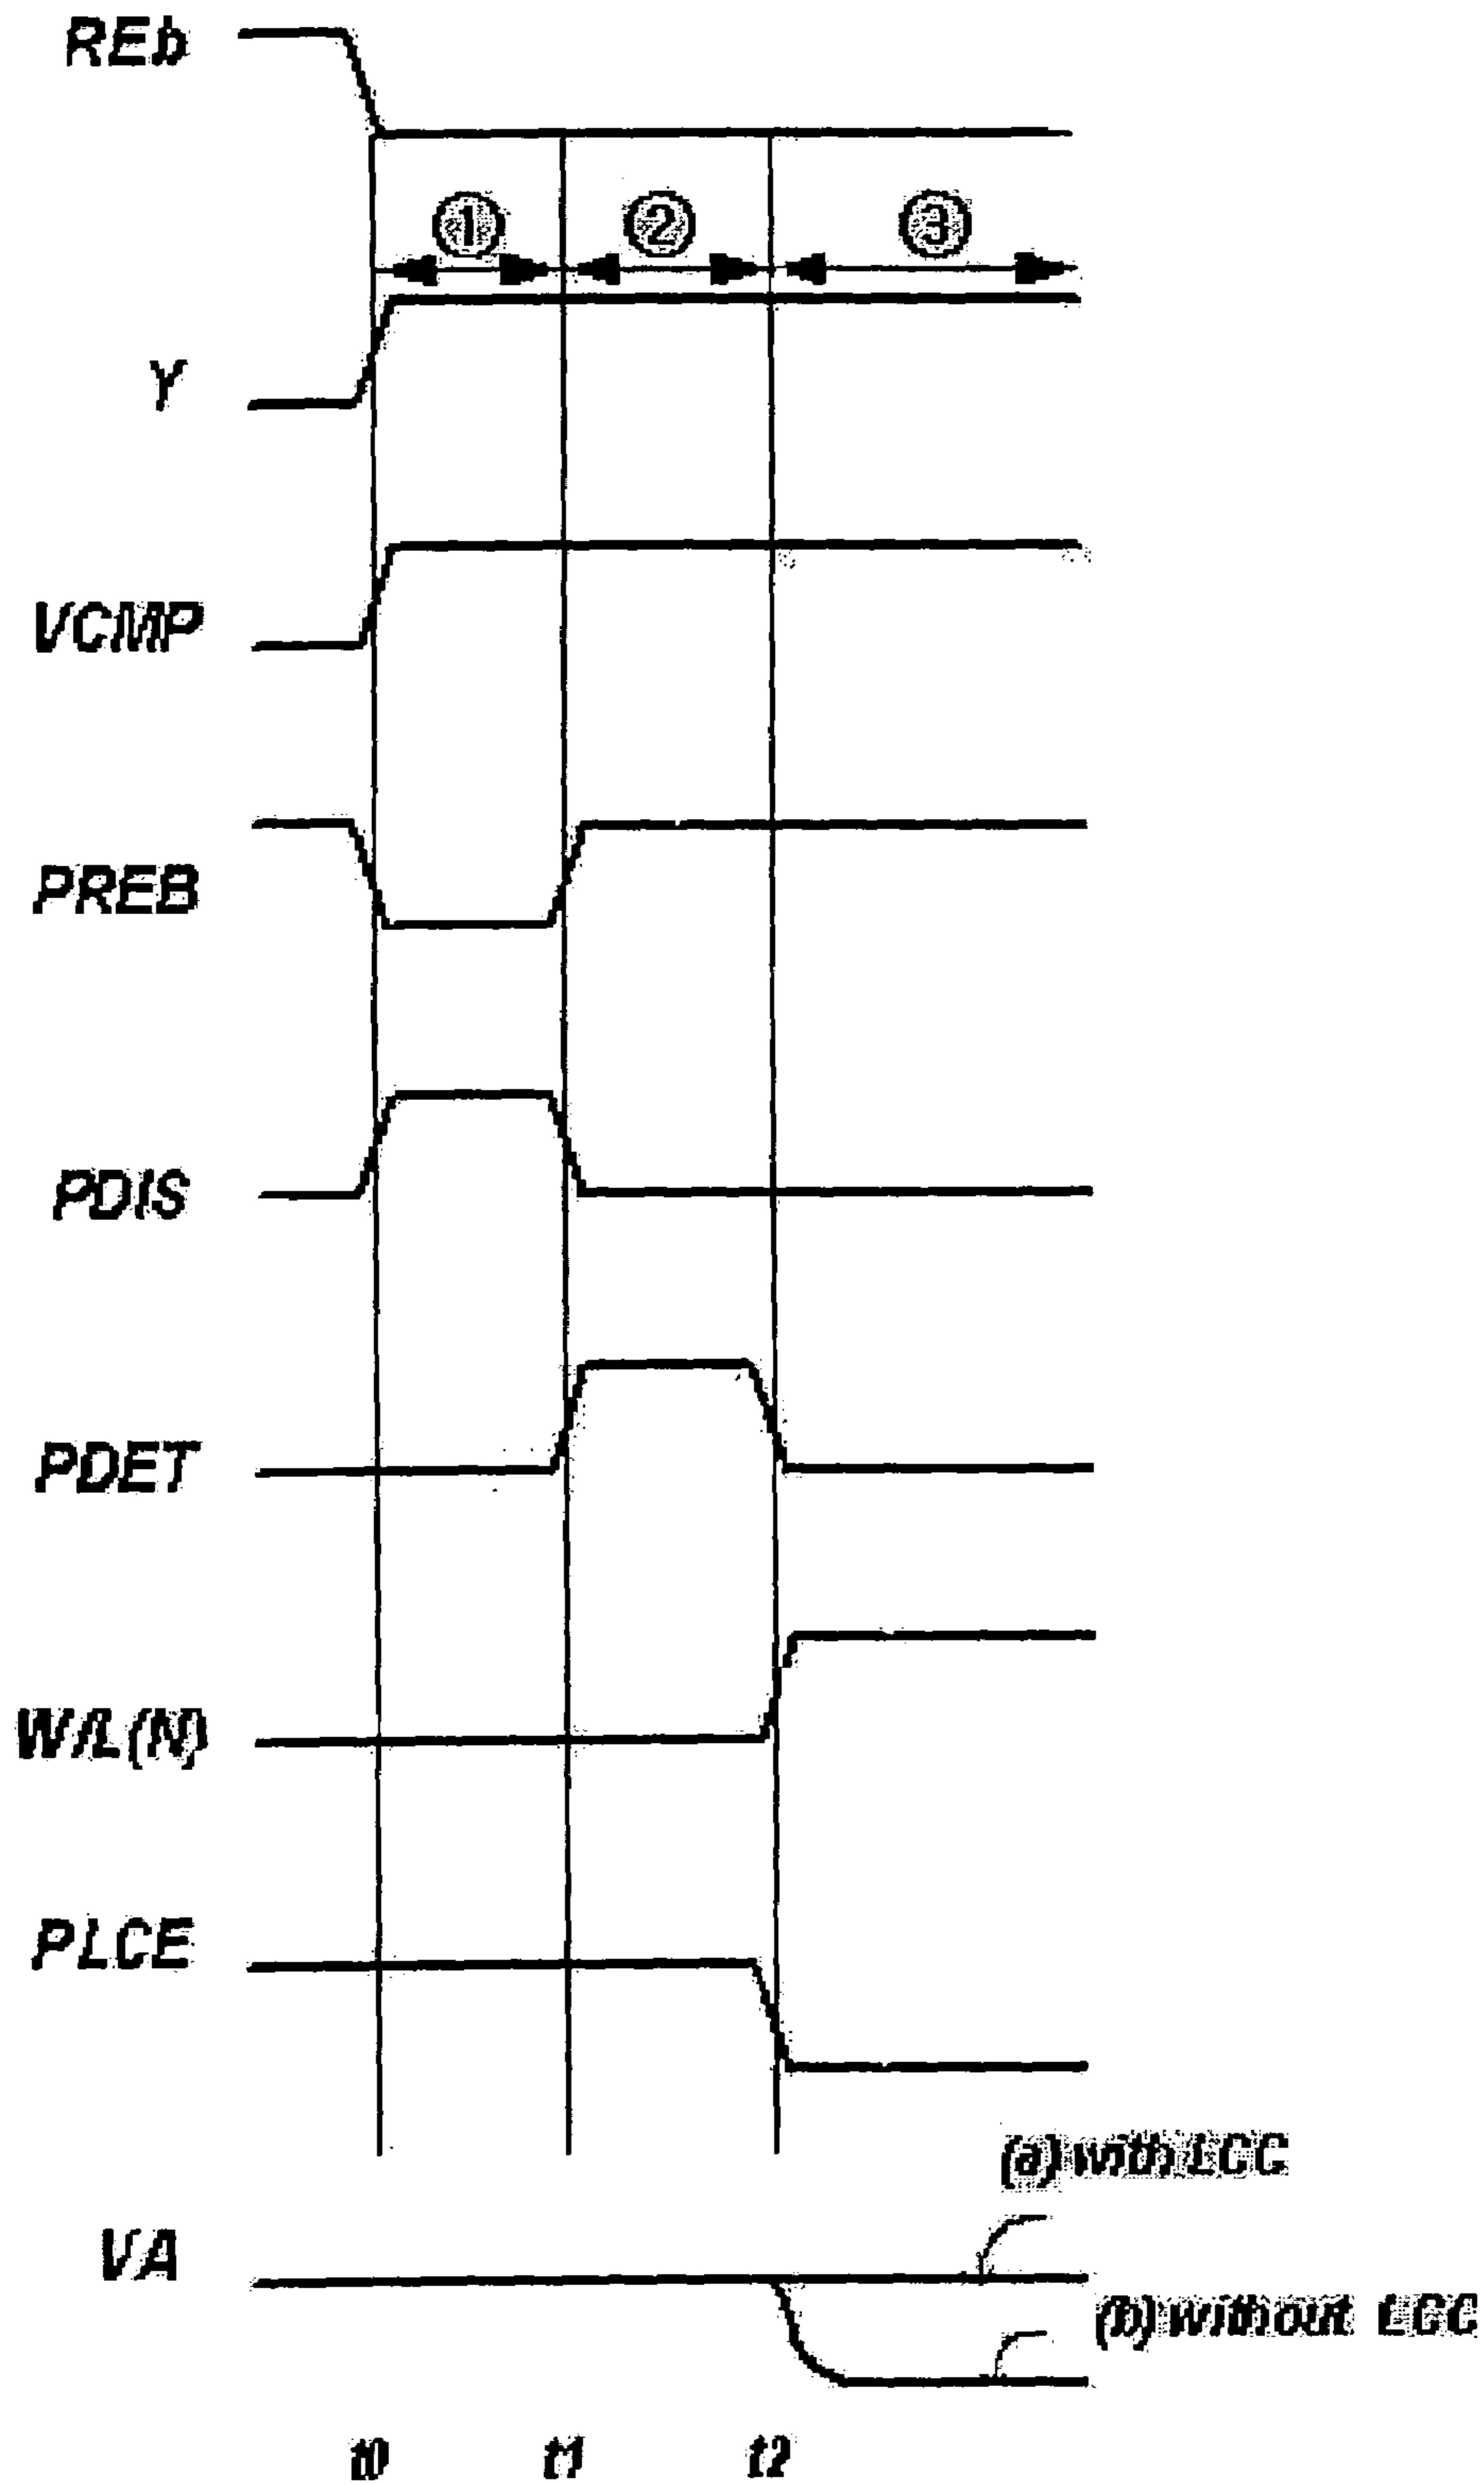 REb
① ② ③
Y
VCMP
PREB
PDIS
PDET
W/L(N)
PLCE
(a)with LCC
VA
(b)without LCC
t0 t1 t2